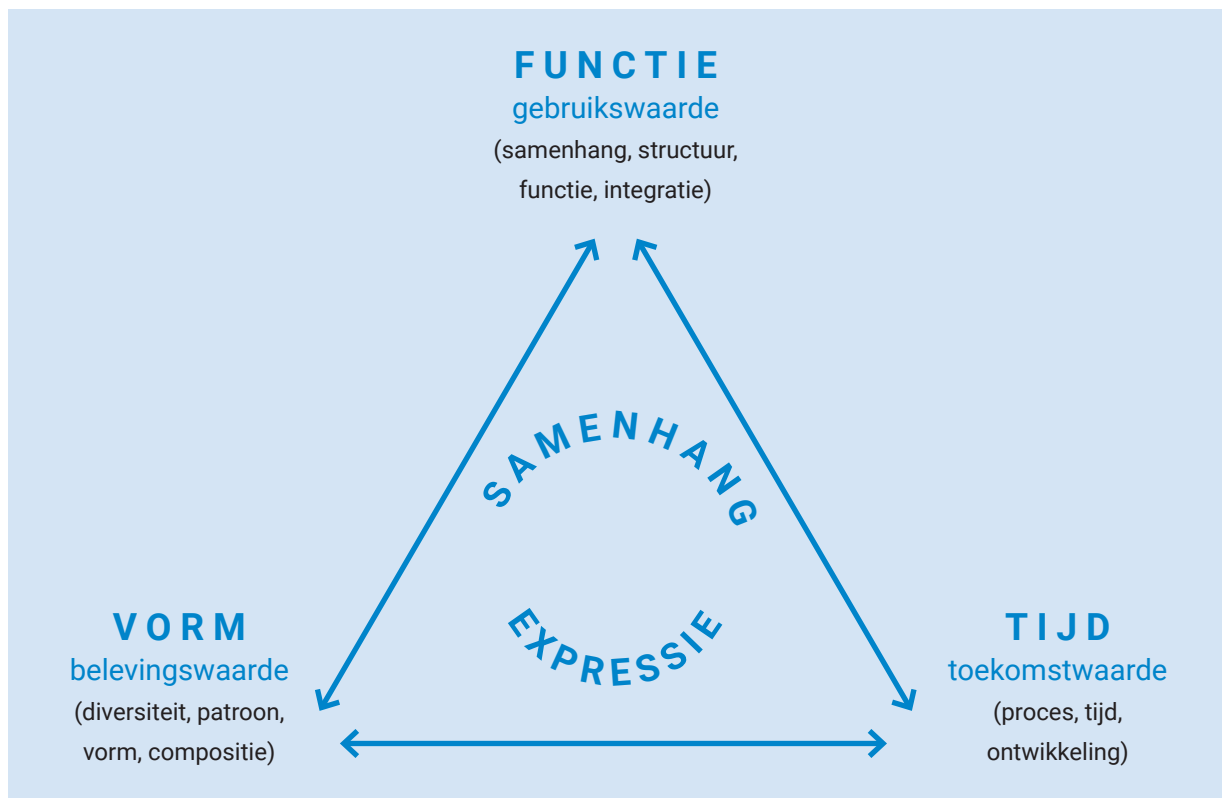 FUNCTIE
gebruikswaarde
(samenhang, structuur,
functie, integratie)
SAMENHANG
EXPRESSIE
VORM
belevingswaarde
(diversiteit, patroon,
vorm, compositie)
TIJD
toekomstwaarde
(proces, tijd,
ontwikkeling)